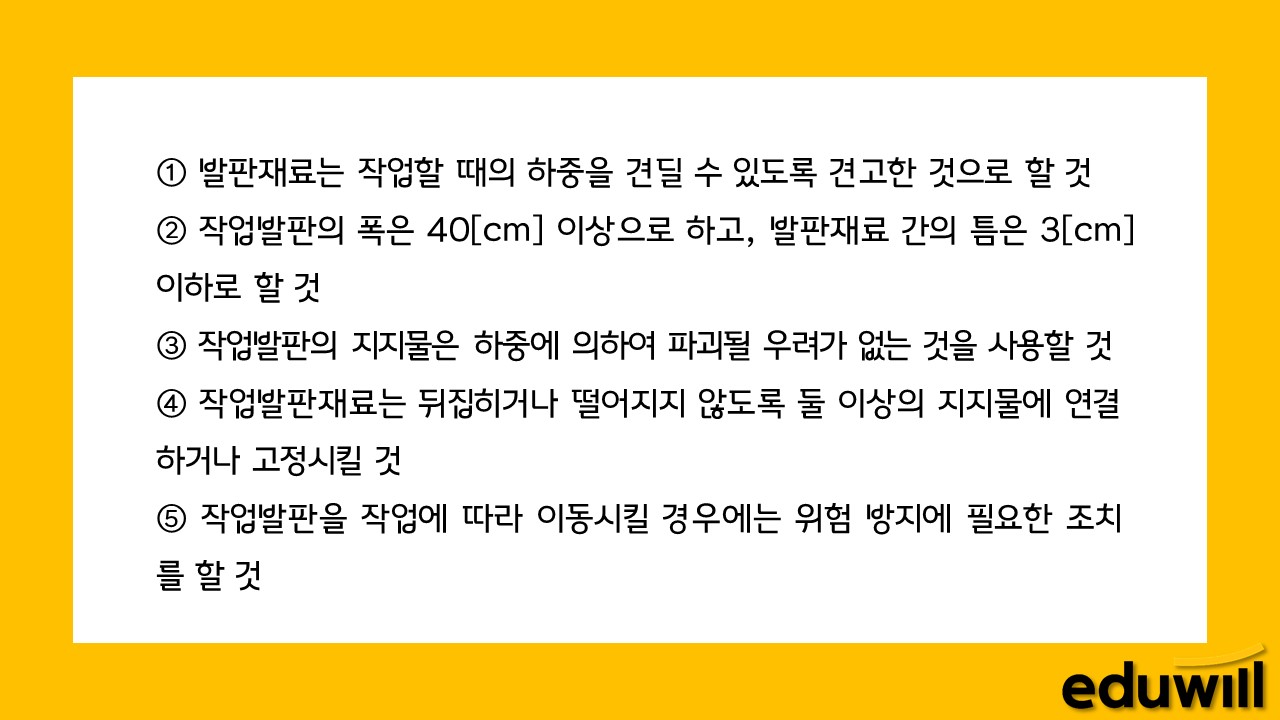 ① 발판재료는 작업할 때의 하중을 견딜 수 있도록 견고한 것으로 할 것
② 작업발판의 폭은 40[cm] 이상으로 하고, 발판재료 간의 틈은 3[cm]
이하로 할 것
③ 작업발판의 지지물은 하중에 의하여 파괴될 우려가 없는 것을 사용할 것
④ 작업발판재료는 뒤집히거나 떨어지지 않도록 둘 이상의 지지물에 연결
하거나 고정시킬 것
⑤ 작업발판을 작업에 따라 이동시킬 경우에는 위험 방지에 필요한 조치
를 할 것
eduwill